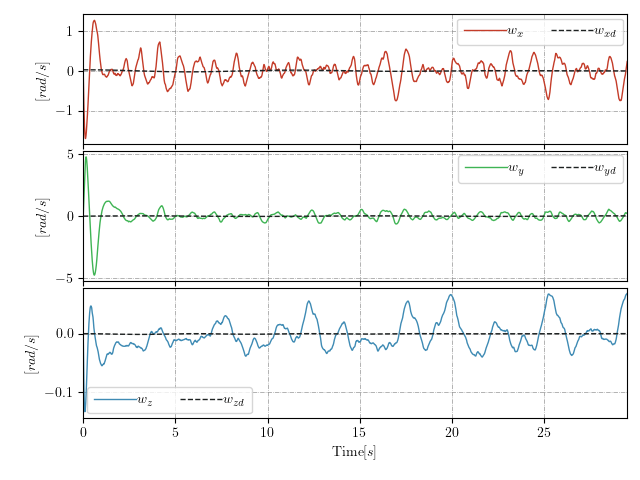 1
0
−1
[rad/s]
w_x
w_xd
5
0
−5
[rad/s]
w_y
w_yd
0.0
−0.1
[rad/s]
w_z
w_zd
0 5 10 15 20 25
Time[s]